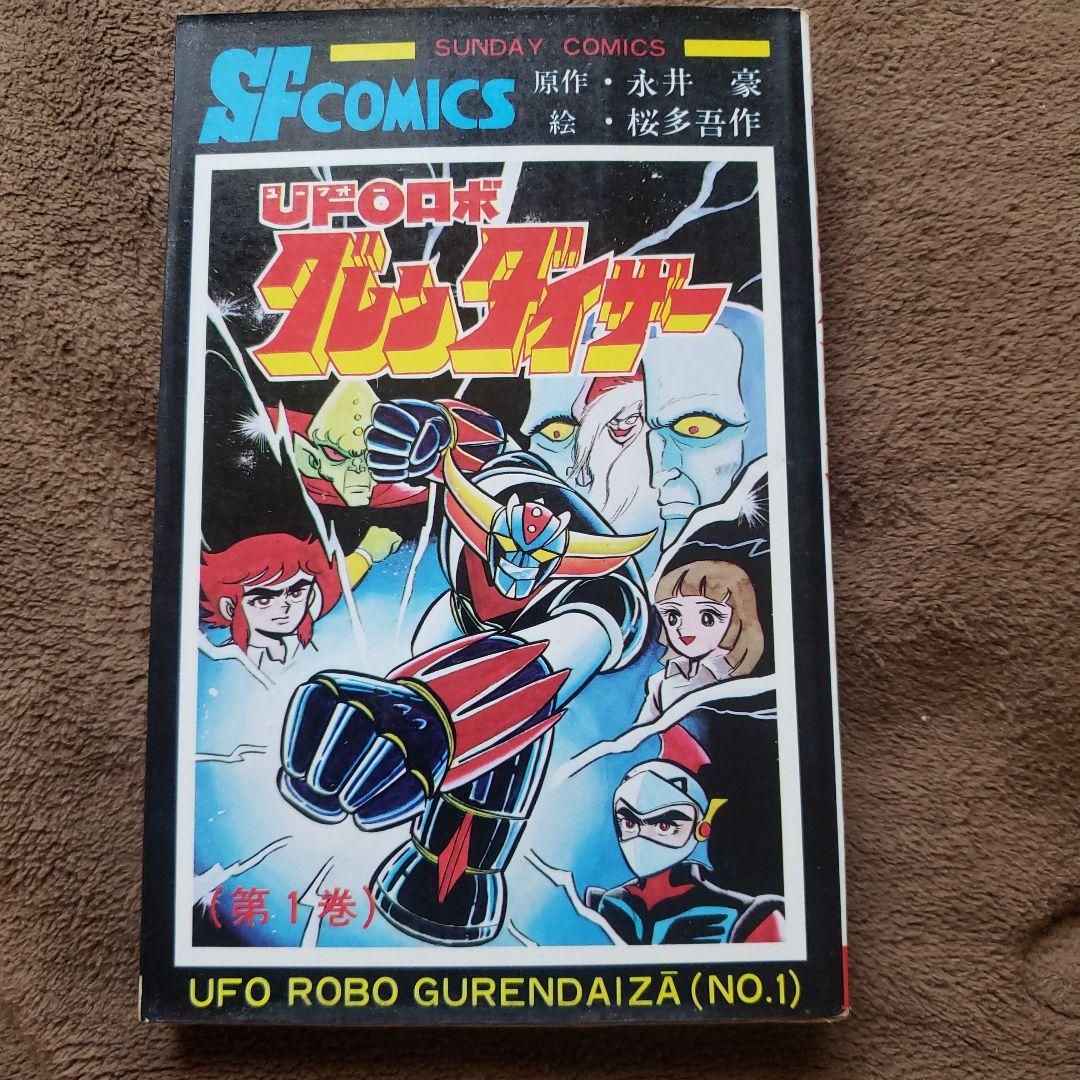 SUNDAY COMICS
SF COMICS
原作・永井 豪
絵・桜多吾作
ユーフォー
UFOロボ
グレンダイザー
(第1巻)
UFO ROBO GURENDAIZĀ (NO.1)